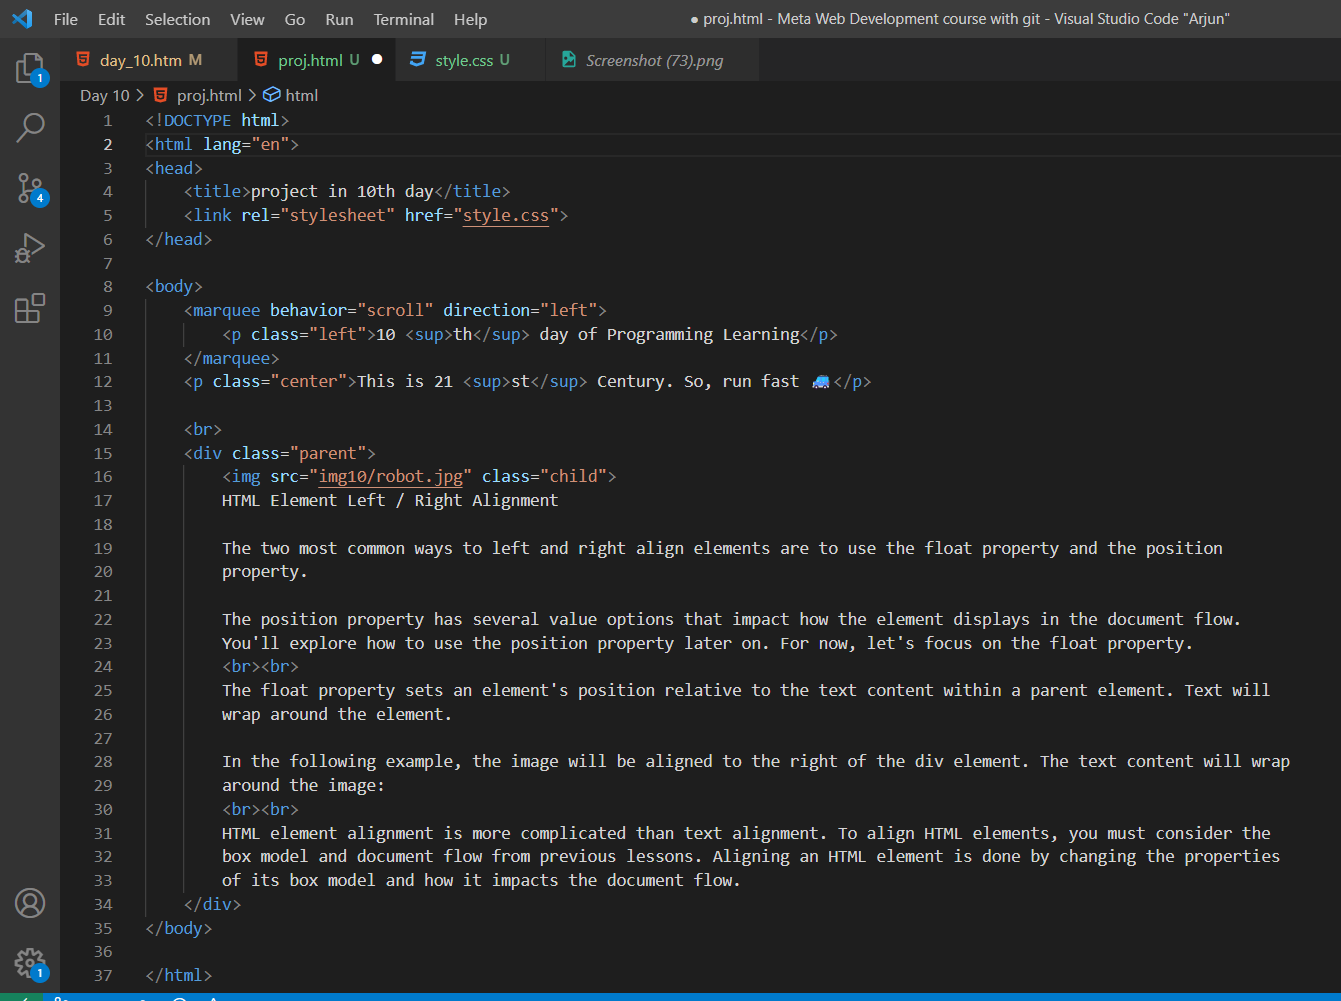 File Edit Selection View Go Run Terminal Help ● proj.html - Meta Web Development course with git - Visual Studio Code "Arjun"
day_10.htm M proj.html U ● style.css U Screenshot (73).png
1
Day 10 > proj.html > html
1 <!DOCTYPE html>
2 <html lang="en">
3 <head>
4 <title>project in 10th day</title>
5 <link rel="stylesheet" href="style.css">
6 </head>
7
8 <body>
9 <marquee behavior="scroll" direction="left">
10 <p class="left">10 <sup>th</sup> day of Programming Learning</p>
11 </marquee>
12 <p class="center">This is 21 <sup>st</sup> Century. So, run fast 🚙</p>
13
14 <br>
15 <div class="parent">
16 <img src="img10/robot.jpg" class="child">
17 HTML Element Left / Right Alignment
18
19 The two most common ways to left and right align elements are to use the float property and the position
20 property.
21
22 The position property has several value options that impact how the element displays in the document flow.
23 You'll explore how to use the position property later on. For now, let's focus on the float property.
24 <br><br>
25 The float property sets an element's position relative to the text content within a parent element. Text will
26 wrap around the element.
27
28 In the following example, the image will be aligned to the right of the div element. The text content will wrap
29 around the image:
30 <br><br>
31 HTML element alignment is more complicated than text alignment. To align HTML elements, you must consider the
32 box model and document flow from previous lessons. Aligning an HTML element is done by changing the properties
33 of its box model and how it impacts the document flow.
34 </div>
35 </body>
36
37 </html>
4
1